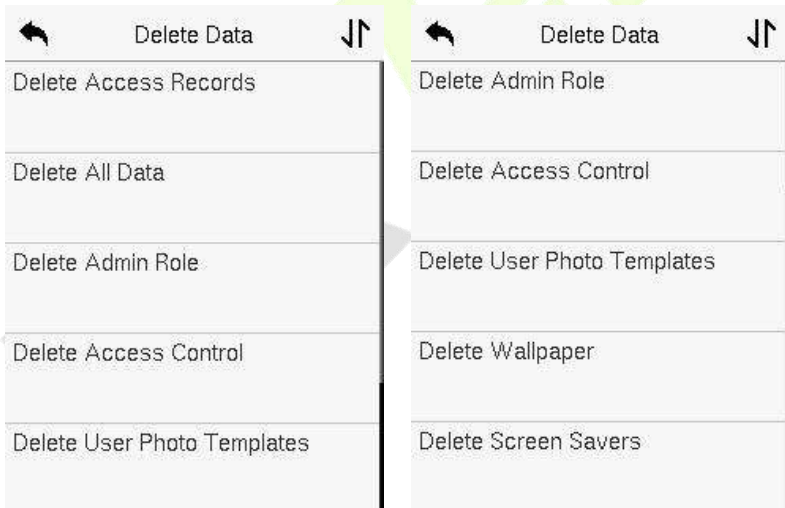 Delete Data
Delete Access Records
Delete All Data
Delete Admin Role
Delete Access Control
Delete User Photo Templates
Delete Data
Delete Admin Role
Delete Access Control
Delete User Photo Templates
Delete Wallpaper
Delete Screen Savers